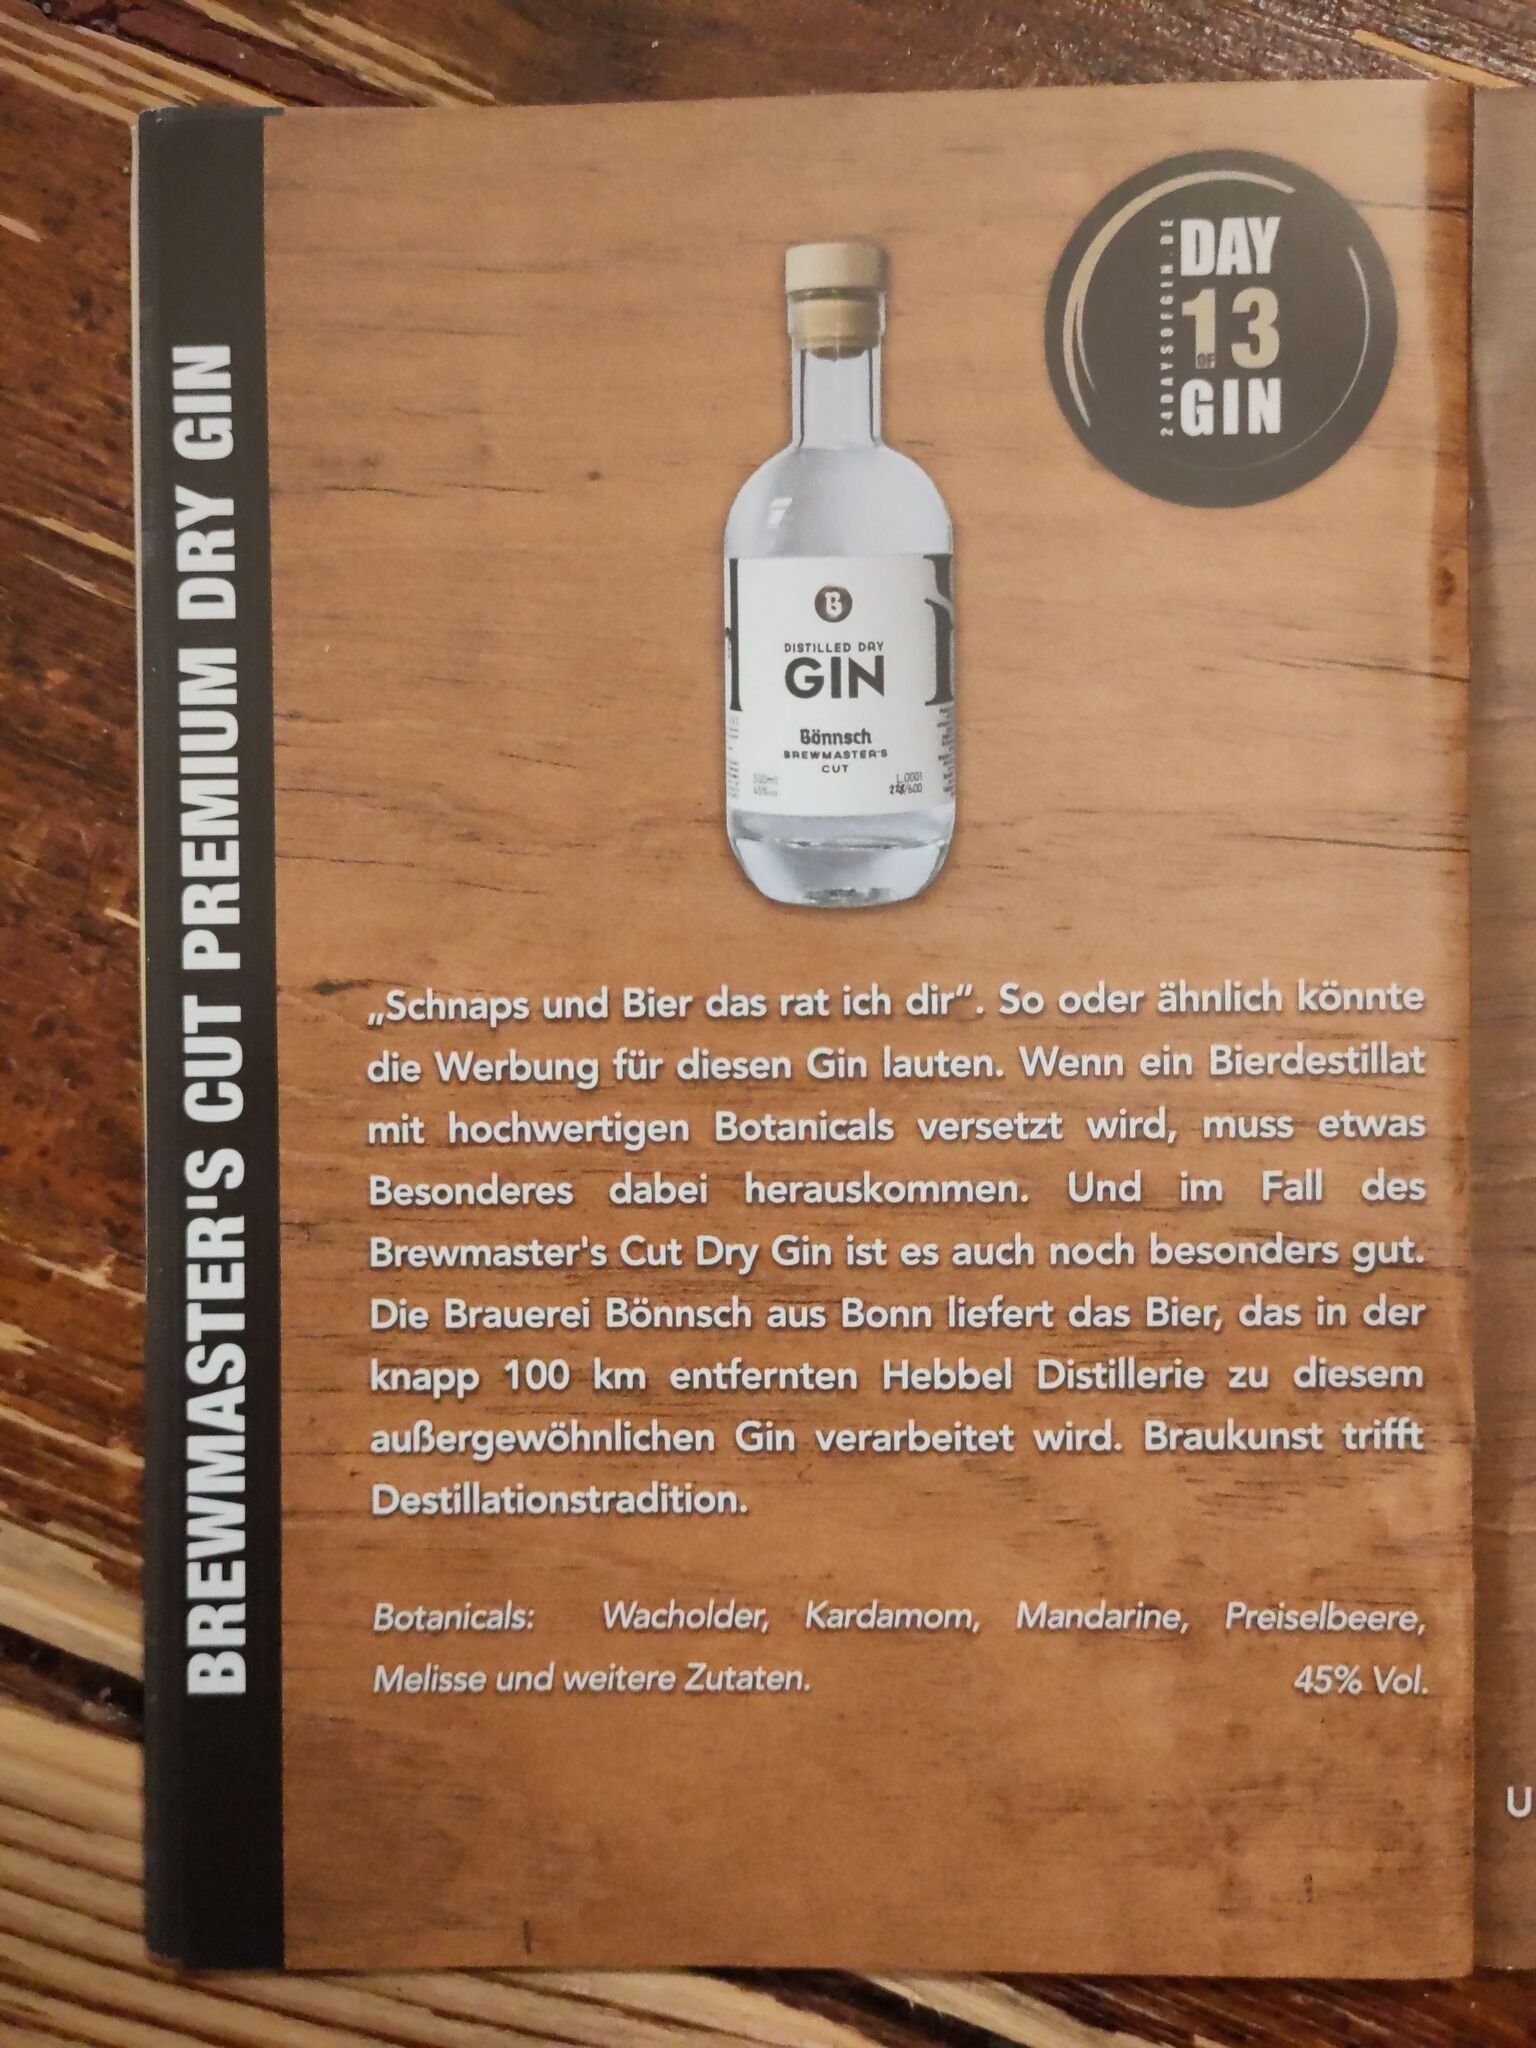 BREWMASTER'S CUT PREMIUM DRY GIN
24DAYSOFGIN.DE
DAY
13
OF
GIN
B
DISTILLED DRY
GIN
Bönnsch
BREWMASTER'S
CUT
500ml
45%vol
L.0001
/600
„Schnaps und Bier das rat ich dir“. So oder ähnlich könnte
die Werbung für diesen Gin lauten. Wenn ein Bierdestillat
mit hochwertigen Botanicals versetzt wird, muss etwas
Besonderes dabei herauskommen. Und im Fall des
Brewmaster's Cut Dry Gin ist es auch noch besonders gut.
Die Brauerei Bönnsch aus Bonn liefert das Bier, das in der
knapp 100 km entfernten Hebbel Distillerie zu diesem
außergewöhnlichen Gin verarbeitet wird. Braukunst trifft
Destillationstradition.
Botanicals: Wacholder, Kardamom, Mandarine, Preiselbeere,
Melisse und weitere Zutaten. 45% Vol.
U